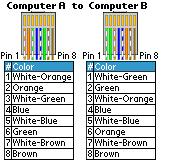 Computer A to Computer B
Pin 1 Pin 8 Pin 1 Pin 8
# Color
1 White-Orange
2 Orange
3 White-Green
4 Blue
5 White-Blue
6 Green
7 White-Brown
8 Brown
# Color
1 White-Green
2 Green
3 White-Orange
4 Blue
5 White-Blue
6 Orange
7 White-Brown
8 Brown